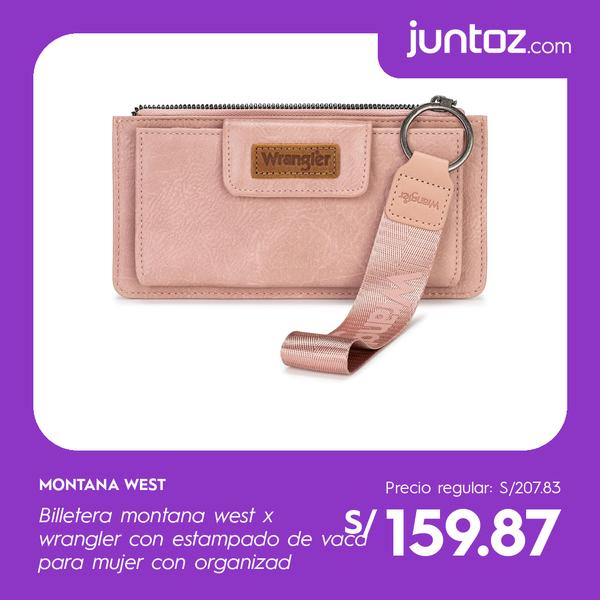 juntoz.com
Wrangler
Wrangler
Wrang
MONTANA WEST
Billetera montana west x
wrangler con estampado de vaca
para mujer con organizad
Precio regular: S/207.83
S/ 159.87